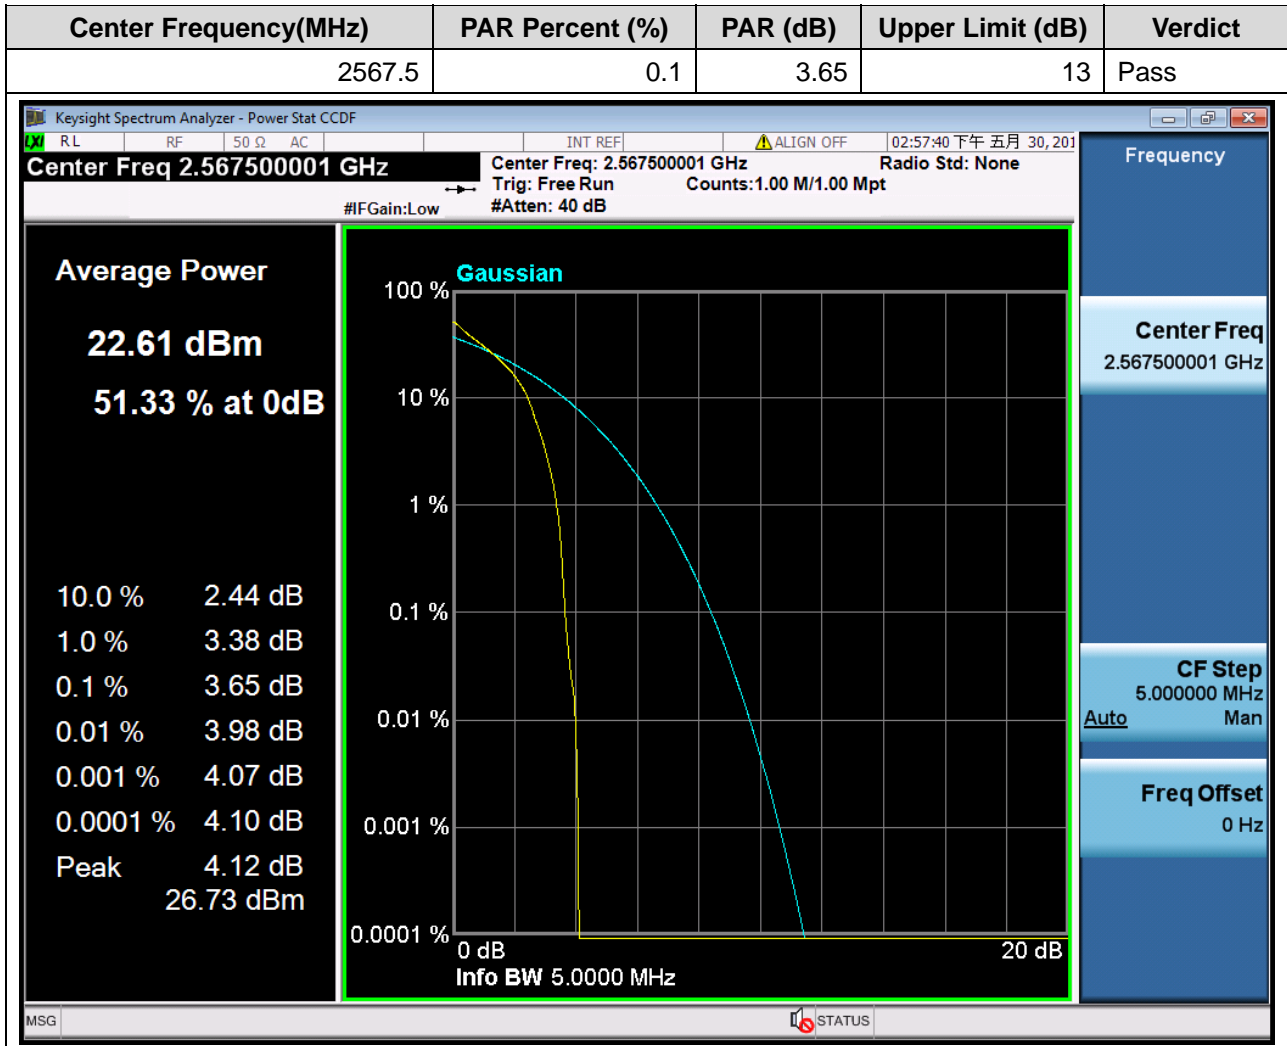 Center Frequency(MHz) PAR Percent (%) PAR (dB) Upper Limit (dB) Verdict
2567.5 0.1 3.65 13 Pass
Keysight Spectrum Analyzer - Power Stat CCDF
LXI RL RF 50 Ω AC INT REF ALIGN OFF 02:57:40 下午 五月 30, 201
Center Freq 2.567500001 GHz
#IFGain:Low
Center Freq: 2.567500001 GHz Radio Std: None
Trig: Free Run Counts:1.00 M/1.00 Mpt
#Atten: 40 dB
Average Power
22.61 dBm
51.33 % at 0dB
10.0 % 2.44 dB
1.0 % 3.38 dB
0.1 % 3.65 dB
0.01 % 3.98 dB
0.001 % 4.07 dB
0.0001 % 4.10 dB
Peak 4.12 dB
26.73 dBm
Gaussian
100 %
10 %
1 %
0.1 %
0.01 %
0.001 %
0.0001 %
0 dB 20 dB
Info BW 5.0000 MHz
Frequency
Center Freq
2.567500001 GHz
CF Step
5.000000 MHz
Auto Man
Freq Offset
0 Hz
MSG STATUS